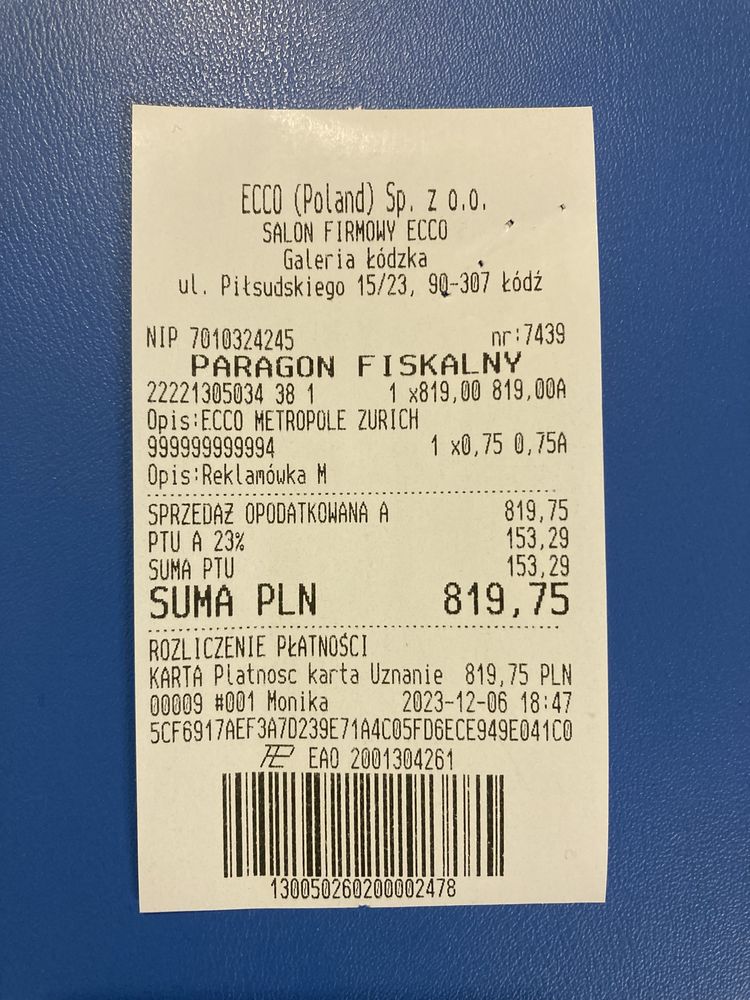 ECCO (Poland) Sp. z o.o.
SALON FIRMOWY ECCO
Galeria Łódzka
ul. Piłsudskiego 15/23, 90-307 Łódź
NIP 7010324245 nr:7439
PARAGON FISKALNY
22221305034 38 1 1 x819,00 819,00A
Opis:ECCO METROPOLE ZURICH
999999999994 1 x0,75 0,75A
Opis:Reklamówka M
SPRZEDAŻ OPODATKOWANA A 819,75
PTU A 23% 153,29
SUMA PTU 153,29
SUMA PLN 819,75
ROZLICZENIE PŁATNOŚCI
KARTA Platnosc karta Uznanie 819,75 PLN
00009 #001 Monika 2023-12-06 18:47
5CF6917AEF3A7D239E71A4C05FD6ECE949E041C0
EAO 2001304261
130050260200002478